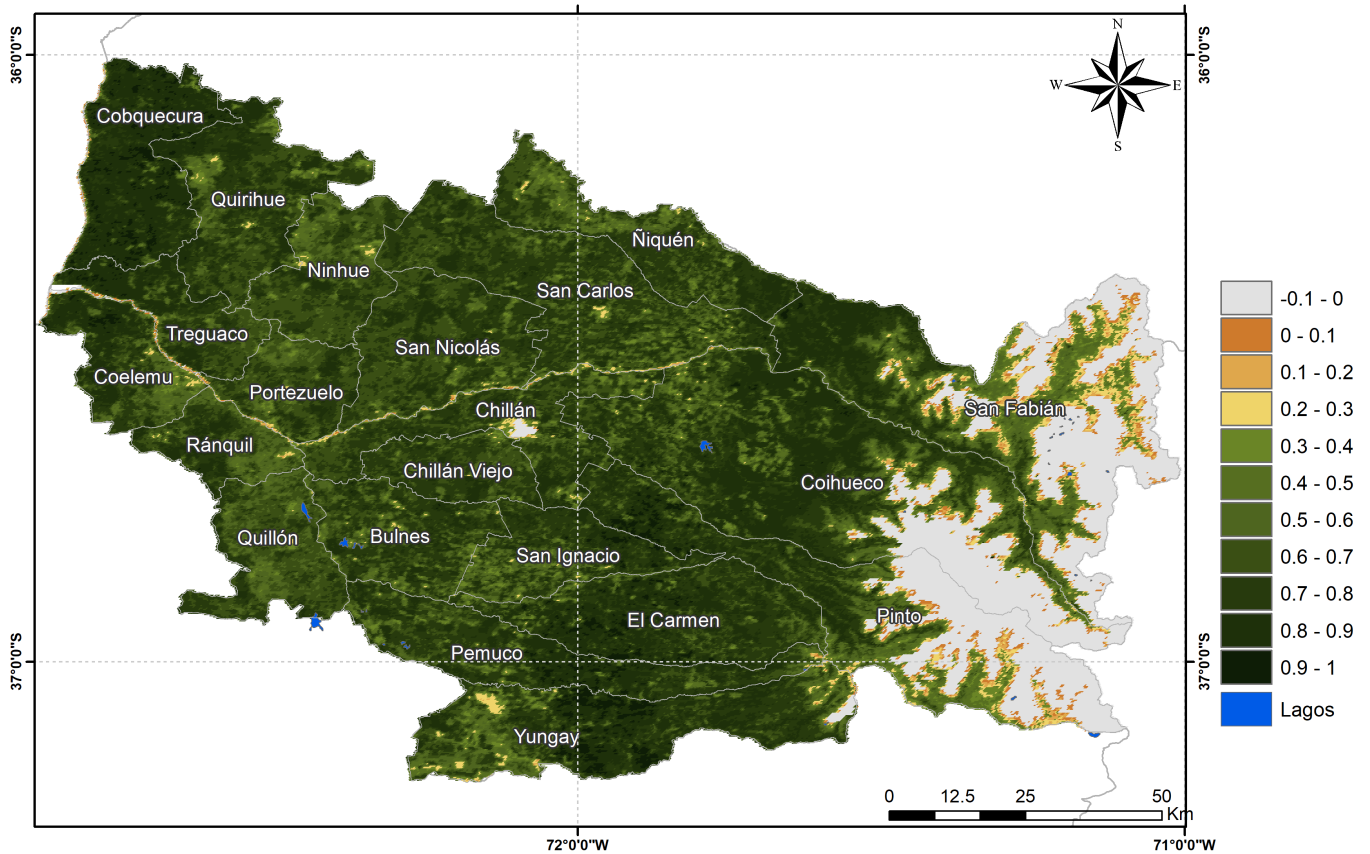 N
W
E
S
36°0'0"S
36°0'0"S
Cobquecura
Quirihue
Ñiquén
Ninhue
San Carlos
Treguaco
San Nicolás
Coelemu
Portezuelo
Chillán
San Fabián
Ránquil
Chillán Viejo
Coihueco
Quillón
Bulnes
San Ignacio
El Carmen
Pinto
Pemuco
Yungay
37°0'0"S
37°0'0"S
-0.1 - 0
0 - 0.1
0.1 - 0.2
0.2 - 0.3
0.3 - 0.4
0.4 - 0.5
0.5 - 0.6
0.6 - 0.7
0.7 - 0.8
0.8 - 0.9
0.9 - 1
Lagos
0 12.5 25 50
Km
72°0'0"W
71°0'0"W